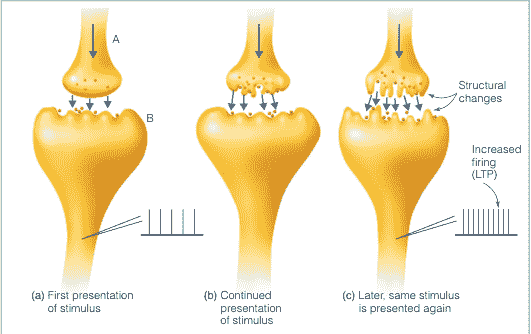 A
B
Structural
changes
Increased
firing
(LTP)
(a) First presentation
of stimulus
(b) Continued
presentation
of stimulus
(c) Later, same stimulus
is presented again